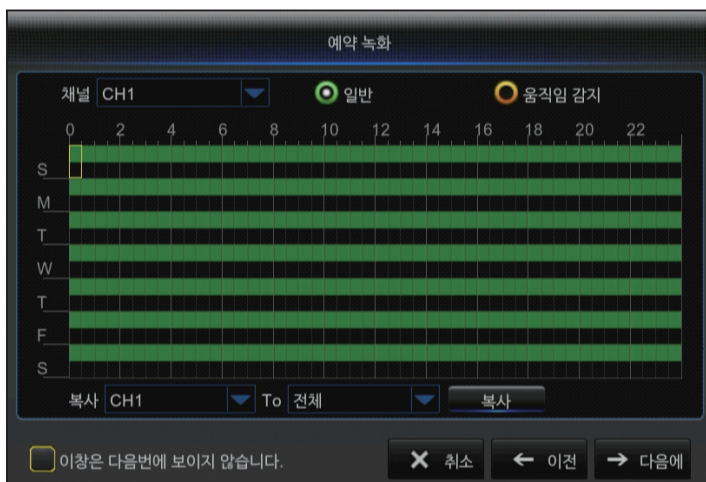 예약 녹화
채널 CH1 일반 움직임 감지
0 2 4 6 8 10 12 14 16 18 20 22
S
M
T
W
T
F
S
복사 CH1 To 전체 복사
이창은 다음번에 보이지 않습니다. 취소 이전 다음에